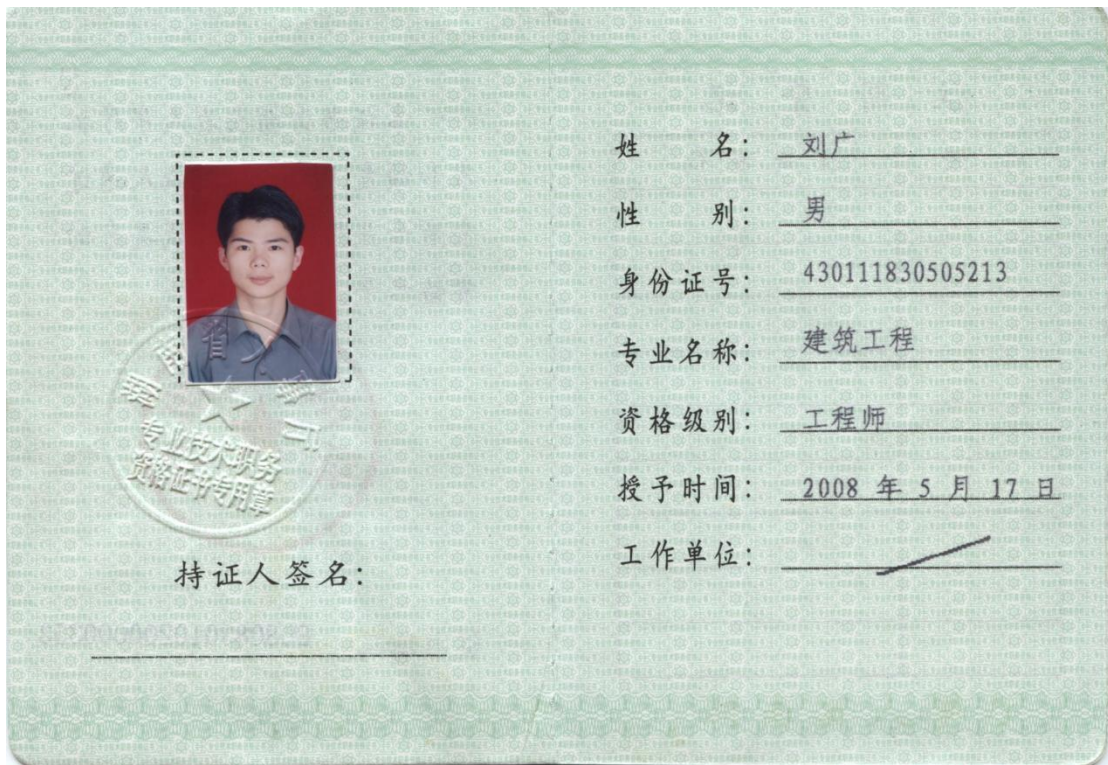 专业技术职务
资格证书专用章
持证人签名:
姓 名: 刘广
性 别: 男
身份证号: 430111830505213
专业名称: 建筑工程
资格级别: 工程师
授予时间: 2008 年 5 月 17 日
工作单位: